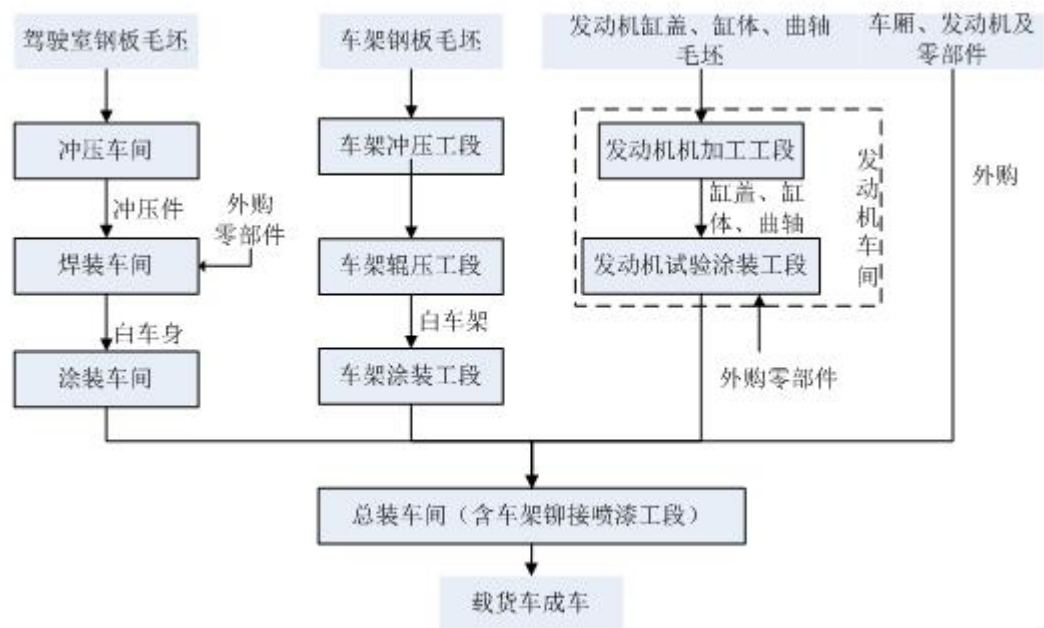 驾驶室钢板毛坯
车架钢板毛坯
发动机缸盖、缸体、曲轴
毛坯
车厢、发动机及
零部件
冲压车间
车架冲压工段
发动机机加工工段
发动机车间
外购
冲压件
外购
零部件
缸盖、缸
体、曲轴
焊装车间
车架辊压工段
发动机试验涂装工段
白车身
白车架
涂装车间
车架涂装工段
外购零部件
总装车间（含车架铆接喷漆工段）
载货车成车